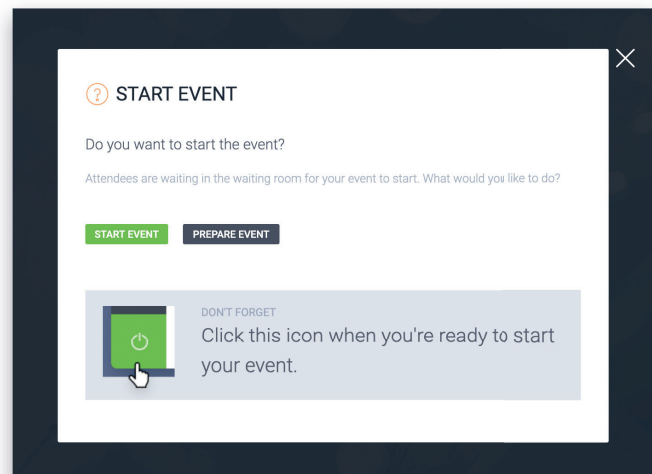 START EVENT
Do you want to start the event?
Attendees are waiting in the waiting room for your event to start. What would you like to do?
START EVENT
PREPARE EVENT
DON'T FORGET
Click this icon when you're ready to start
your event.